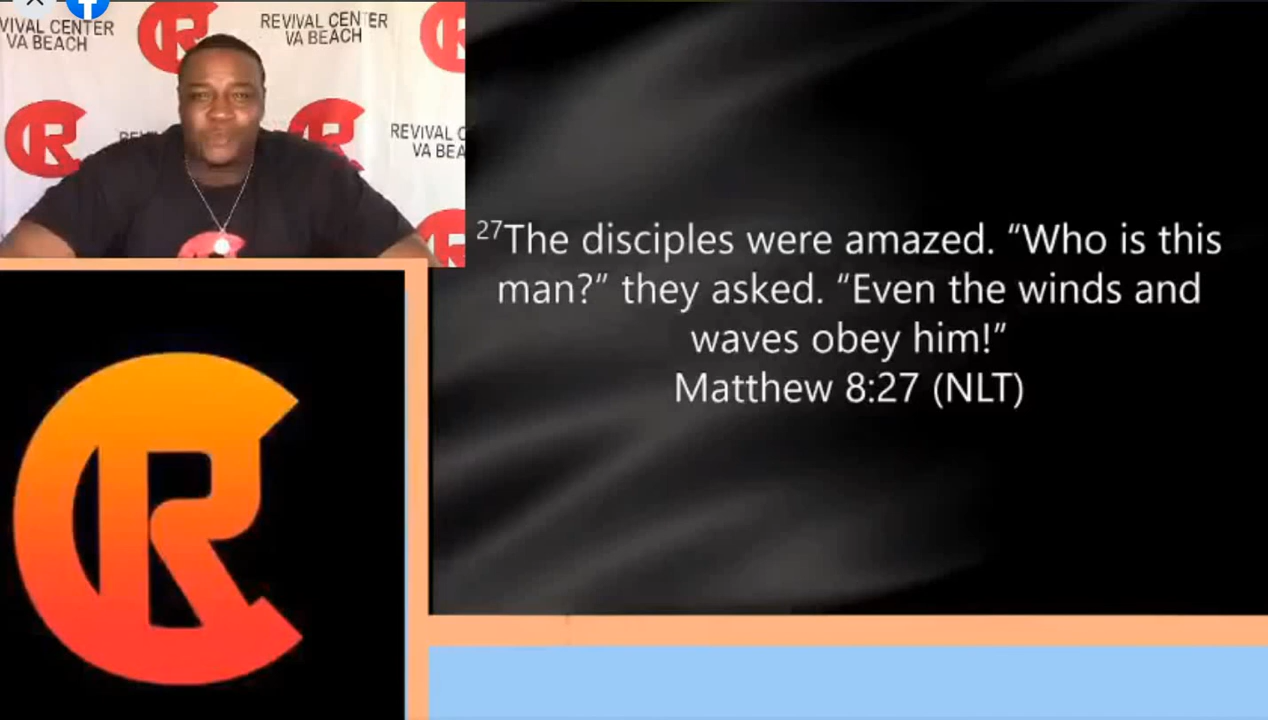 VIVAL CENTER
VA BEACH
REVIVAL CENTER
VA BEACH
REVIVAL C
VA BEA
27The disciples were amazed. “Who is this
man?” they asked. “Even the winds and
waves obey him!”
Matthew 8:27 (NLT)